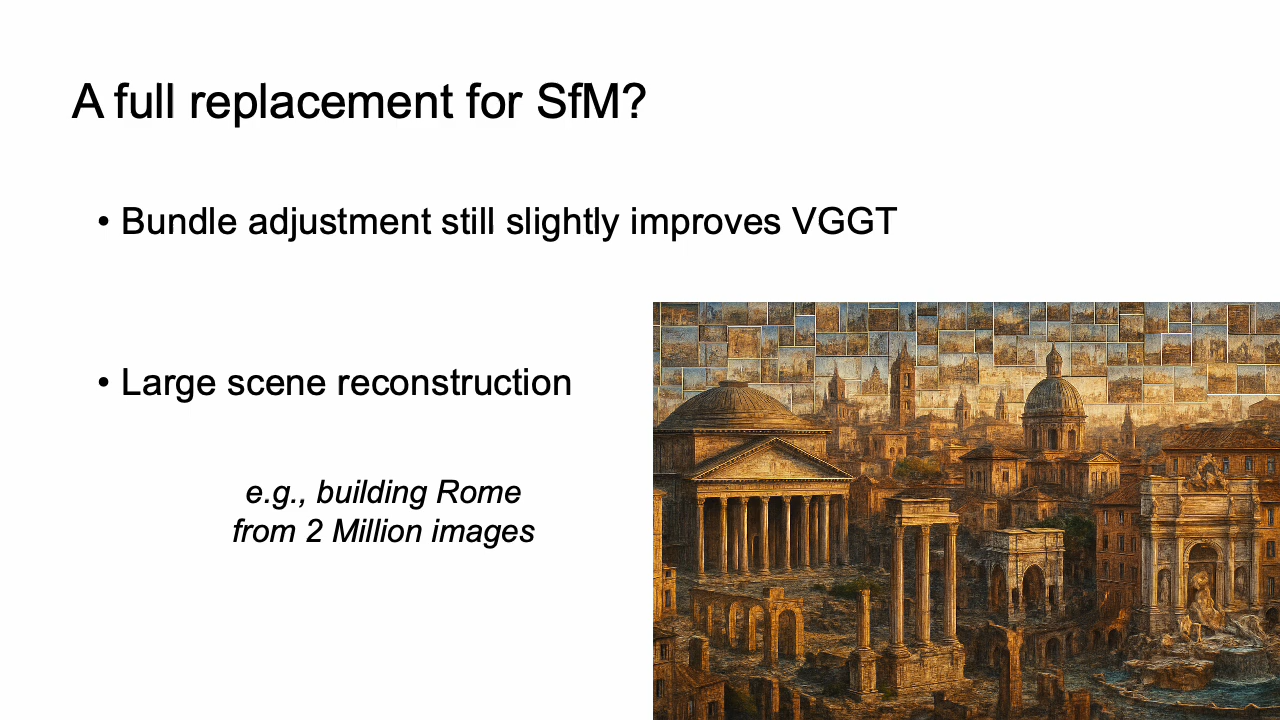 A full replacement for SfM?
• Bundle adjustment still slightly improves VGGT
• Large scene reconstruction
e.g., building Rome
from 2 Million images